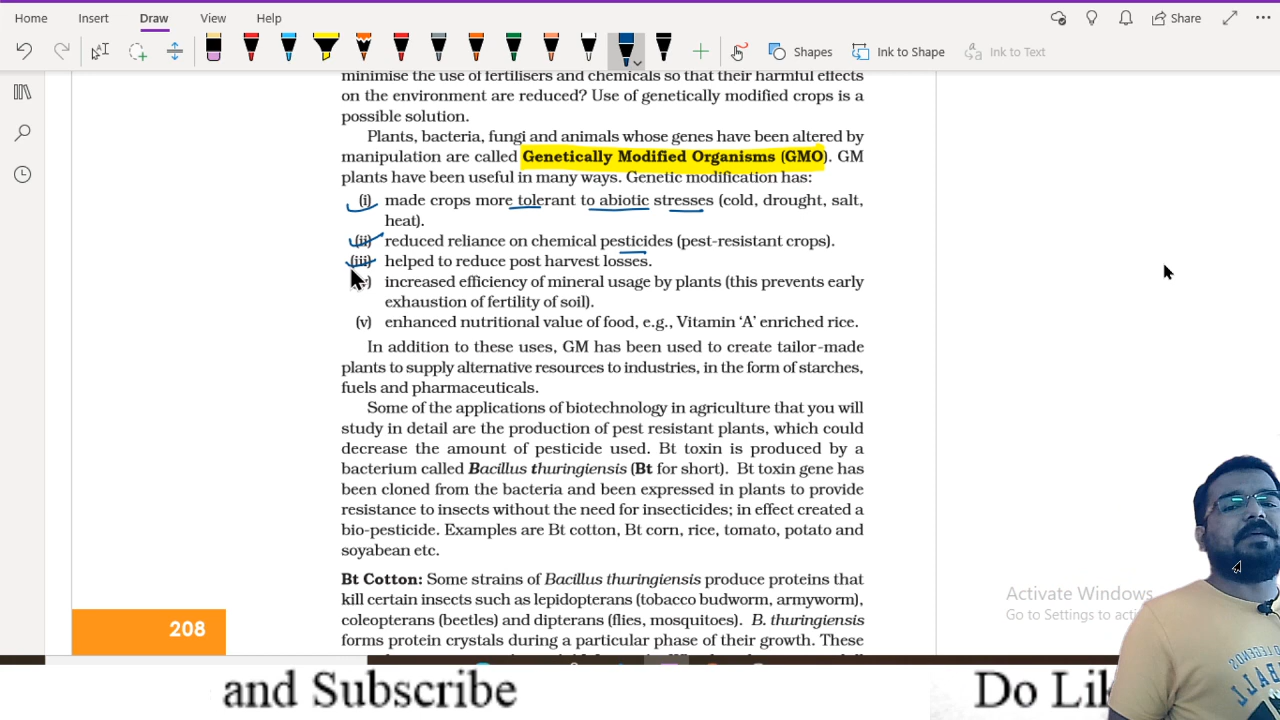 Home Insert Draw View Help Share
Shapes Ink to Shape Ink to Text
minimise the use of fertilisers and chemicals so that their harmful effects
on the environment are reduced? Use of genetically modified crops is a
possible solution.
Plants, bacteria, fungi and animals whose genes have been altered by
manipulation are called Genetically Modified Organisms (GMO). GM
plants have been useful in many ways. Genetic modification has:
(i) made crops more tolerant to abiotic stresses (cold, drought, salt,
heat).
(ii) reduced reliance on chemical pesticides (pest-resistant crops).
(iii) helped to reduce post harvest losses.
increased efficiency of mineral usage by plants (this prevents early
exhaustion of fertility of soil).
(v) enhanced nutritional value of food, e.g., Vitamin ‘A’ enriched rice.
In addition to these uses, GM has been used to create tailor-made
plants to supply alternative resources to industries, in the form of starches,
fuels and pharmaceuticals.
Some of the applications of biotechnology in agriculture that you will
study in detail are the production of pest resistant plants, which could
decrease the amount of pesticide used. Bt toxin is produced by a
bacterium called Bacillus thuringiensis (Bt for short). Bt toxin gene has
been cloned from the bacteria and been expressed in plants to provide
resistance to insects without the need for insecticides; in effect created a
bio-pesticide. Examples are Bt cotton, Bt corn, rice, tomato, potato and
soyabean etc.
Bt Cotton: Some strains of Bacillus thuringiensis produce proteins that
kill certain insects such as lepidopterans (tobacco budworm, armyworm),
coleopterans (beetles) and dipterans (flies, mosquitoes). B. thuringiensis
forms protein crystals during a particular phase of their growth. These
208
Activate Windows
Go to Settings to
and Subscribe Do